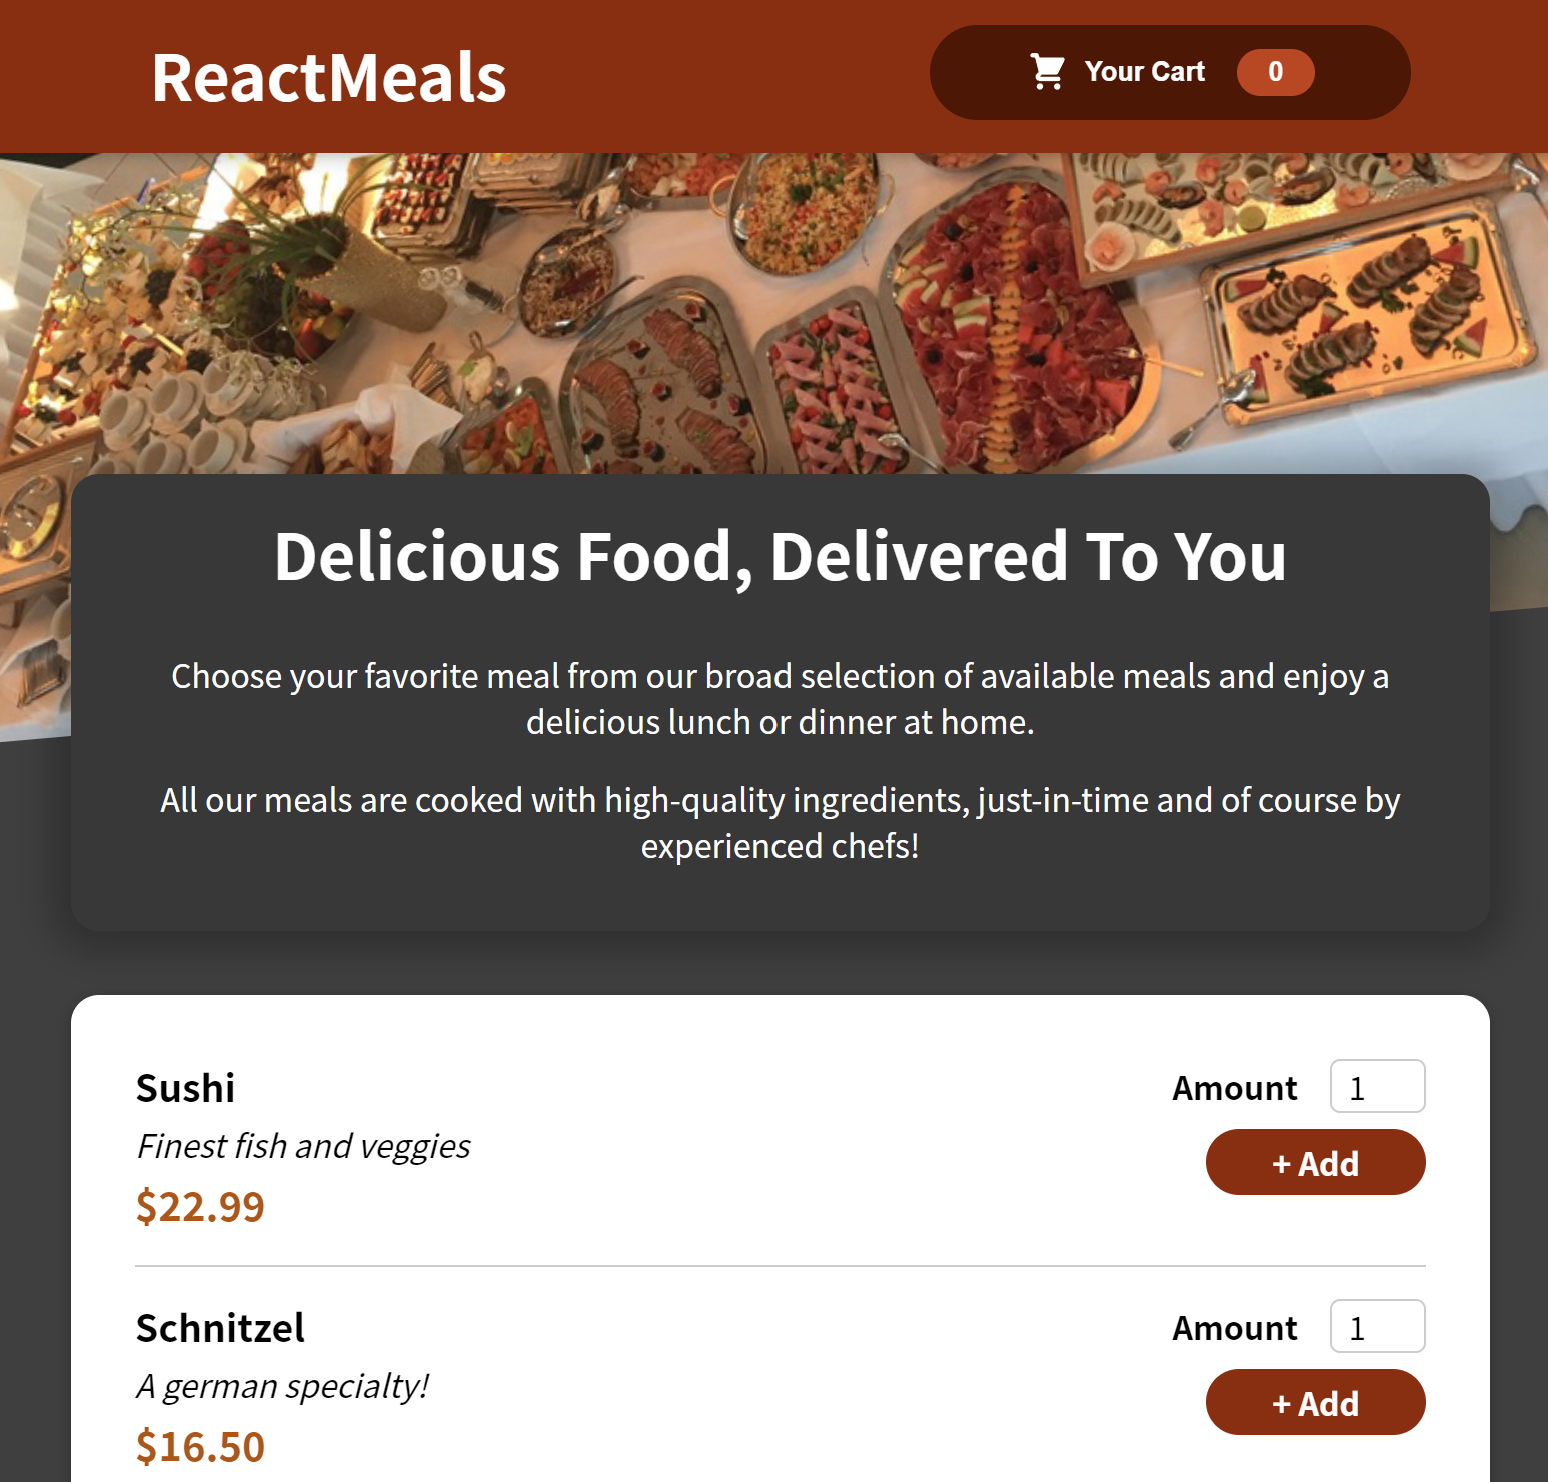 ReactMeals
Your Cart 0
Delicious Food, Delivered To You
Choose your favorite meal from our broad selection of available meals and enjoy a
delicious lunch or dinner at home.
All our meals are cooked with high-quality ingredients, just-in-time and of course by
experienced chefs!
Sushi
Finest fish and veggies
$22.99
Amount 1
+ Add
Schnitzel
A german specialty!
$16.50
Amount 1
+ Add